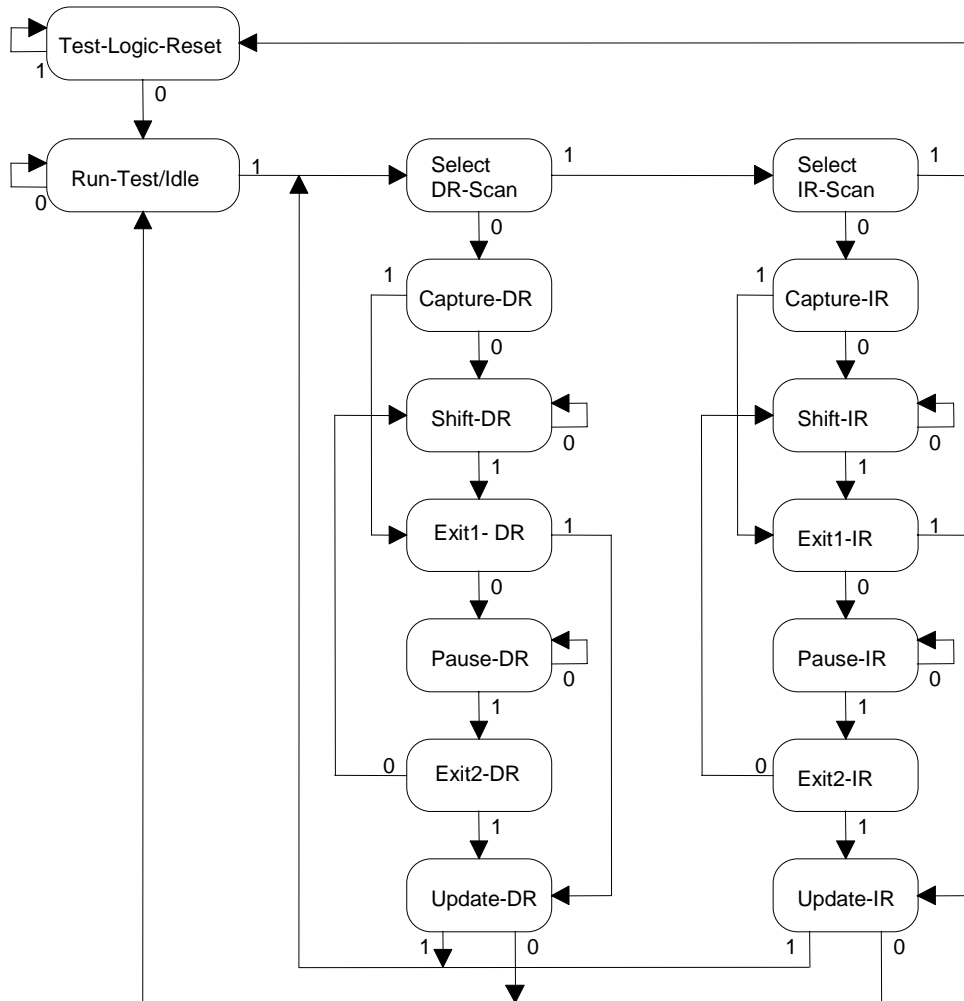 Test-Logic-Reset
1
0
Run-Test/Idle
1
0
Select
DR-Scan
1
0
Select
IR-Scan
1
0
1
Capture-DR
0
1
Capture-IR
0
Shift-DR
0
1
Shift-IR
0
1
Exit1- DR
1
0
Exit1-IR
1
0
Pause-DR
0
1
Pause-IR
0
1
0
Exit2-DR
1
0
Exit2-IR
1
Update-DR
1
0
Update-IR
1
0